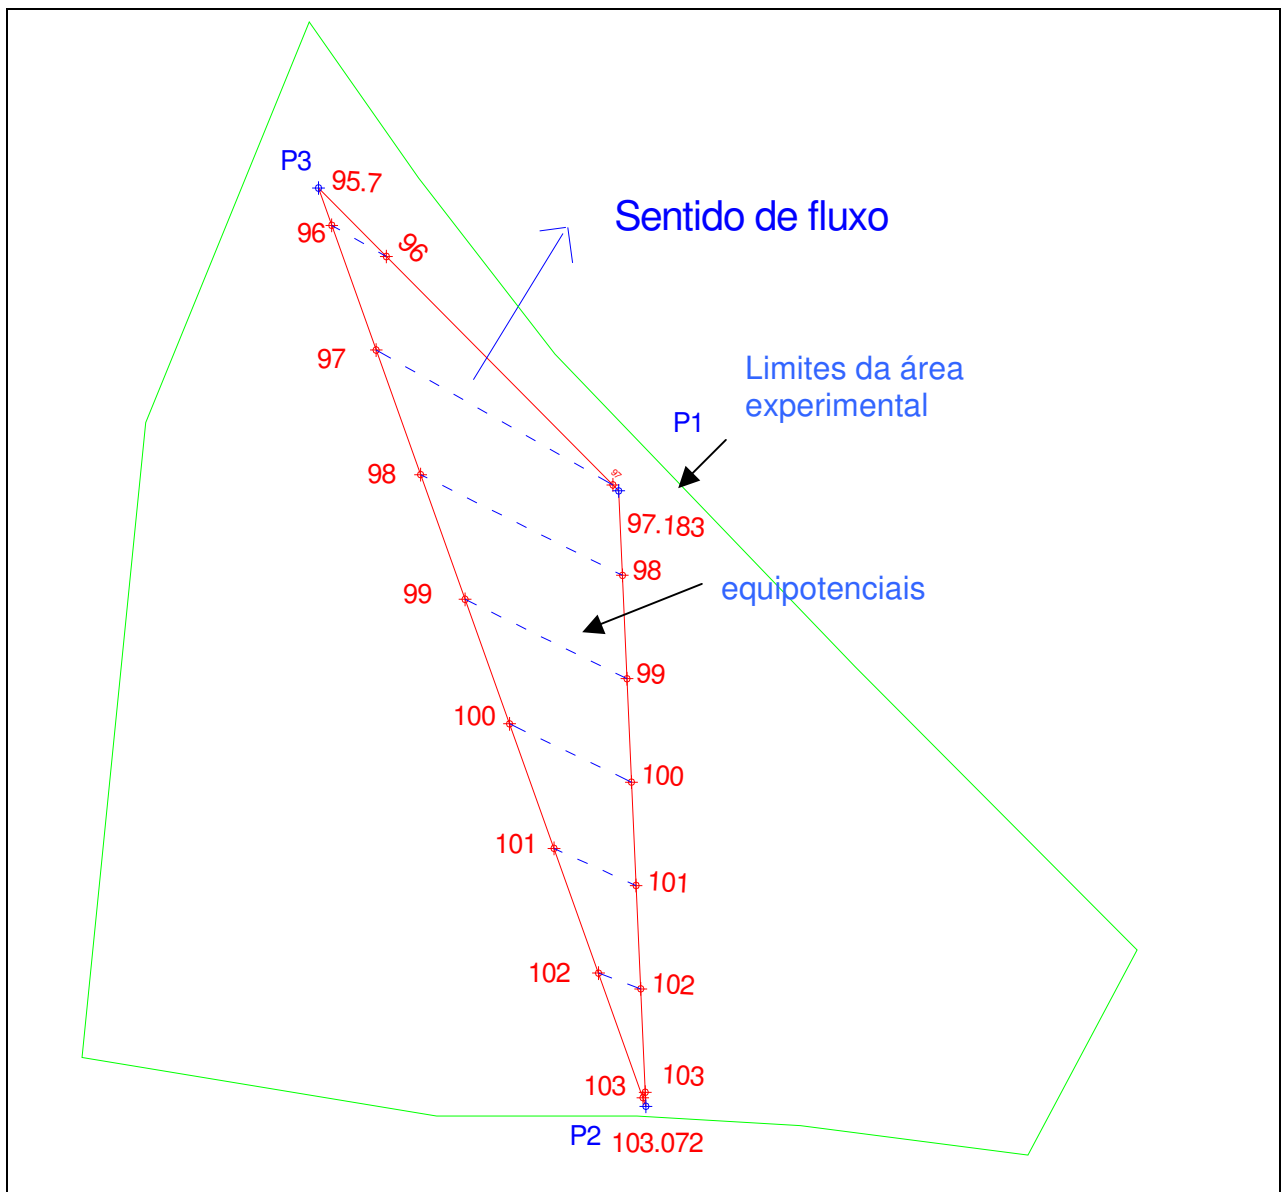 P3
95.7
Sentido de fluxo
96
96
97
Limites da área
experimental
P1
98
97
97.183
98
99
equipotenciais
99
100
100
101
101
102
102
103
103
P2
103.072